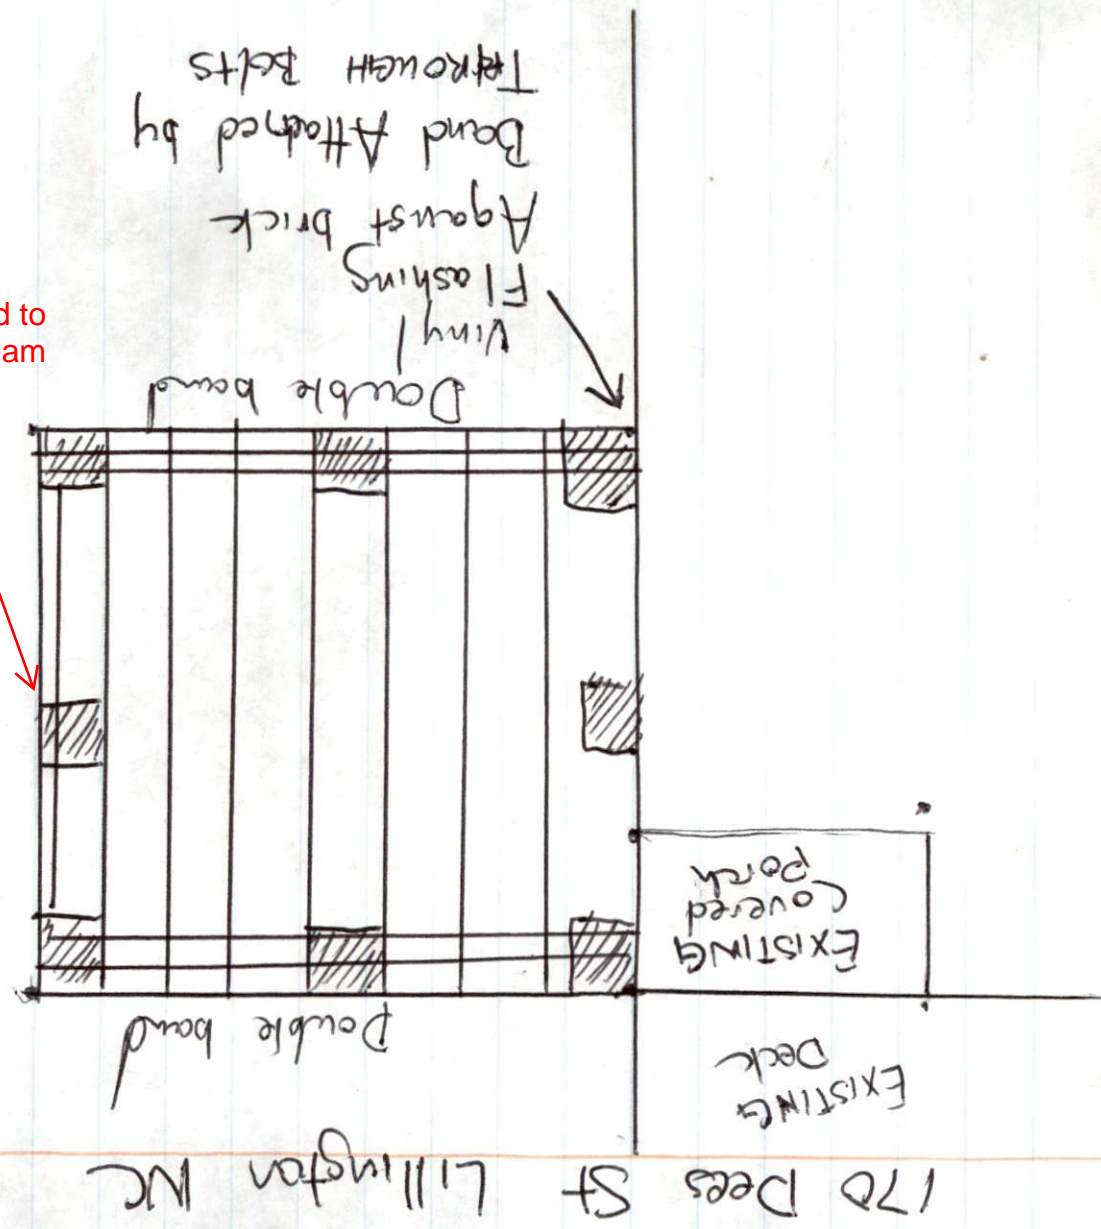 170 Dees St Lillington NC
EXISTING
Deck
Double band
EXISTING
Covered
Porch
Double band
Vinyl
Flashing
Against brick
Band Attached by
THROUGH Bolts
d to
eam